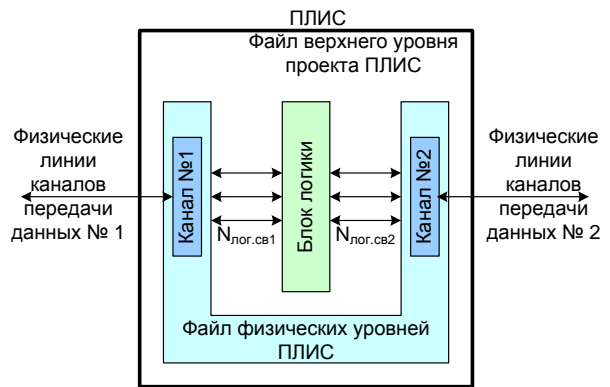 ПЛИС
Файл верхнего уровня
проекта ПЛИС
Физические
линии
каналов
передачи
данных № 1
Канал №1
Nлог.св1
Блок логики
Nлог.св2
Канал №2
Физические
линии
каналов
передачи
данных № 2
Файл физических уровней
ПЛИС